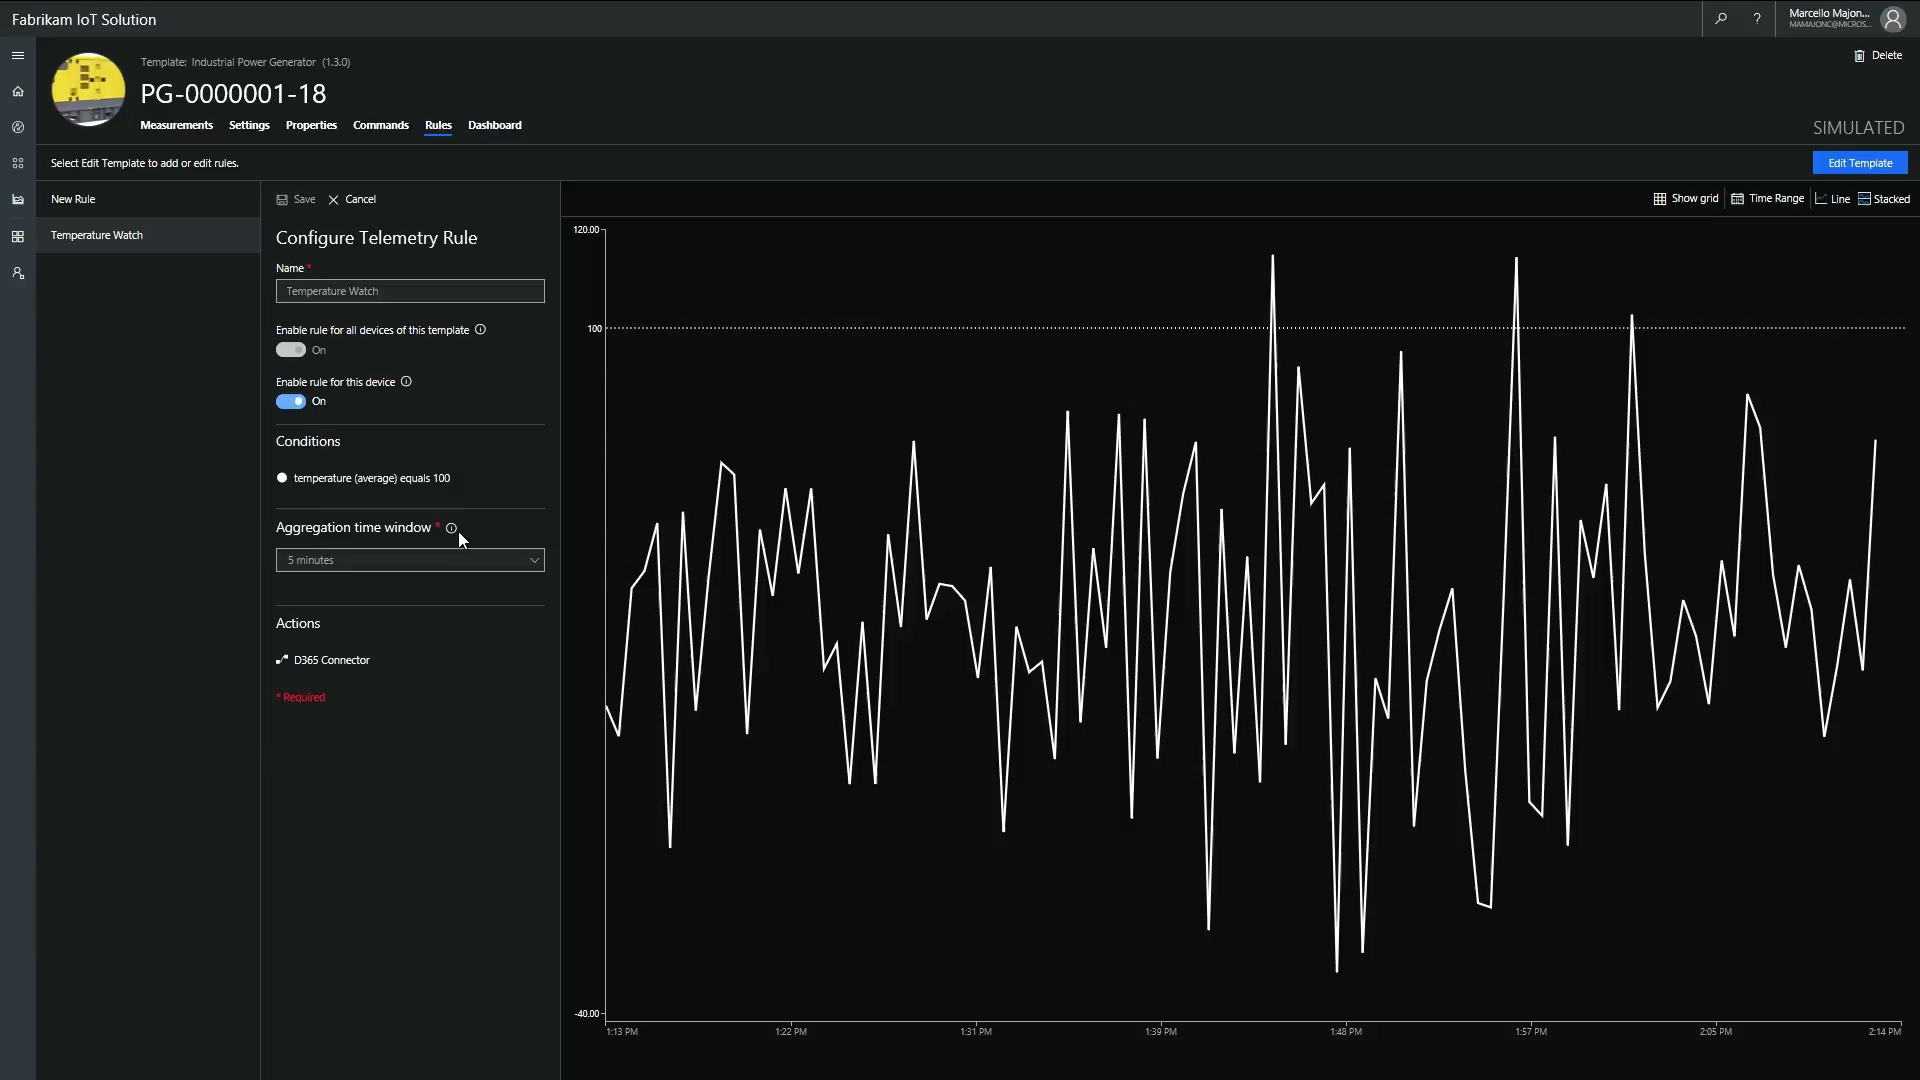 Fabrikam IoT Solution
?
Marcello Majon...
MAMAJONC@MICROS...
Template: Industrial Power Generator (1.3.0)
Delete
PG-0000001-18
Measurements Settings Properties Commands Rules Dashboard
SIMULATED
Select Edit Template to add or edit rules.
Edit Template
New Rule
Temperature Watch
Save Cancel
Show grid Time Range Line Stacked
Configure Telemetry Rule
Name *
Temperature Watch
Enable rule for all devices of this template
On
Enable rule for this device
On
Conditions
temperature (average) equals 100
Aggregation time window *
5 minutes
Actions
D365 Connector
* Required
120.00
100
-40.00
1:13 PM 1:22 PM 1:31 PM 1:39 PM 1:48 PM 1:57 PM 2:05 PM 2:14 PM